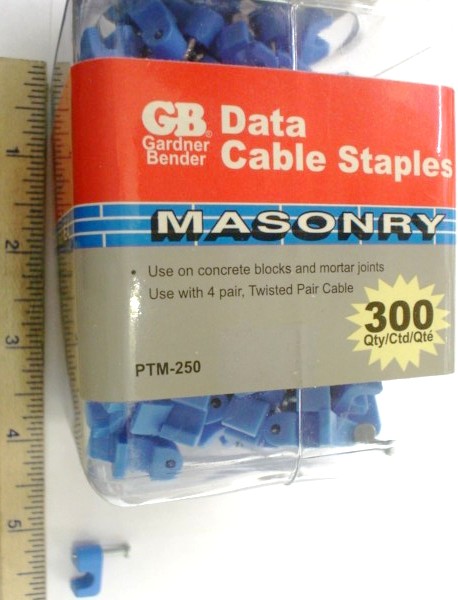 GB®
Gardner
Bender
Data
Cable Staples
MASONRY
• Use on concrete blocks and mortar joints
Use with 4 pair, Twisted Pair Cable
300
Qty/Ctd/Qté
PTM-250
1
2
3
4
5